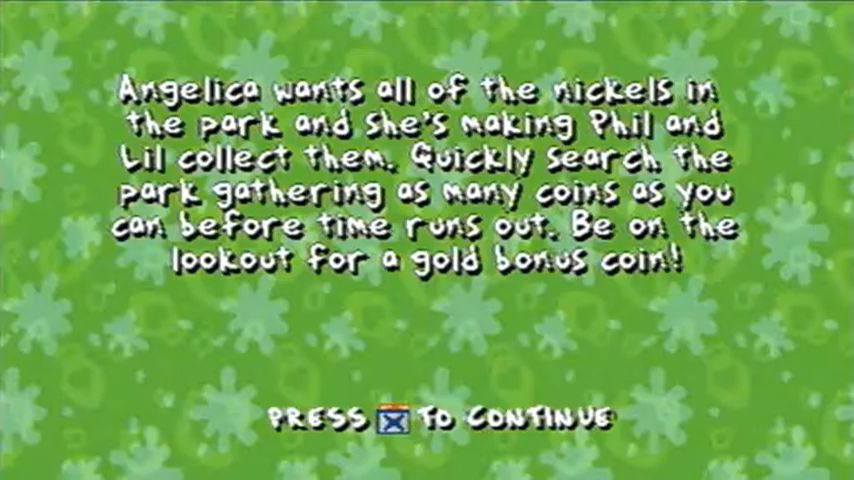 Angelica wants all of the nickels in
the park and she's making Phil and
Lil collect them. Quickly search the
park gathering as many coins as you
can before time runs out. Be on the
lookout for a gold bonus coin!
PRESS X TO CONTINUE